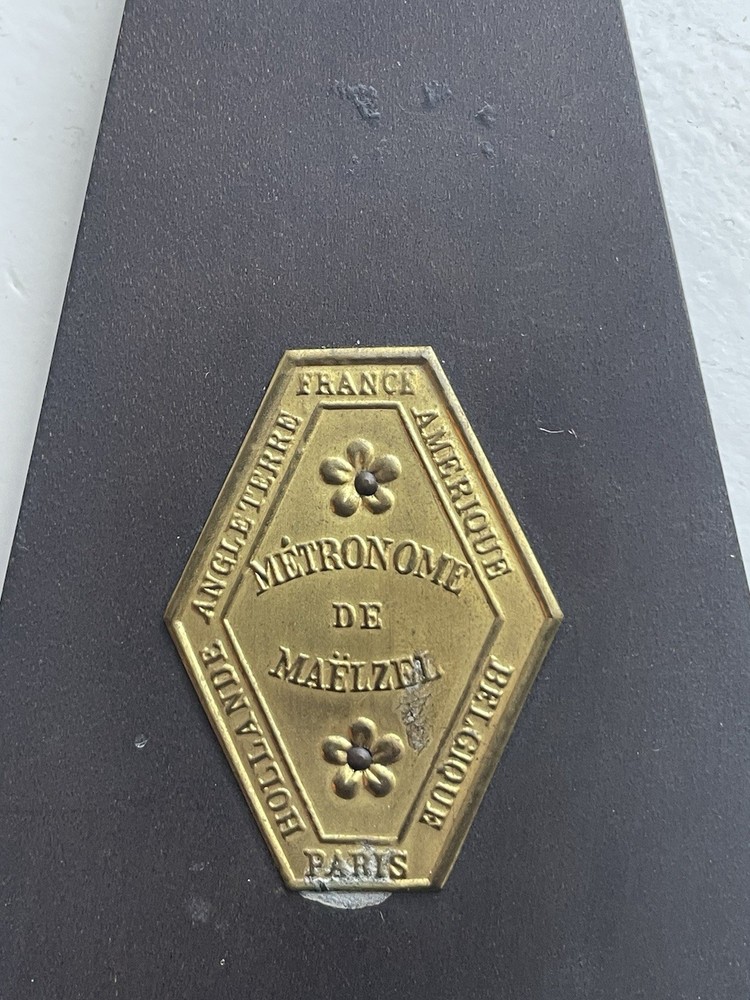 FRANCE
ANGLETERRE
AMERIQUE
MÉTRONOME
DE
MAËLZEL
HOLLANDE
BELGIQUE
PARIS